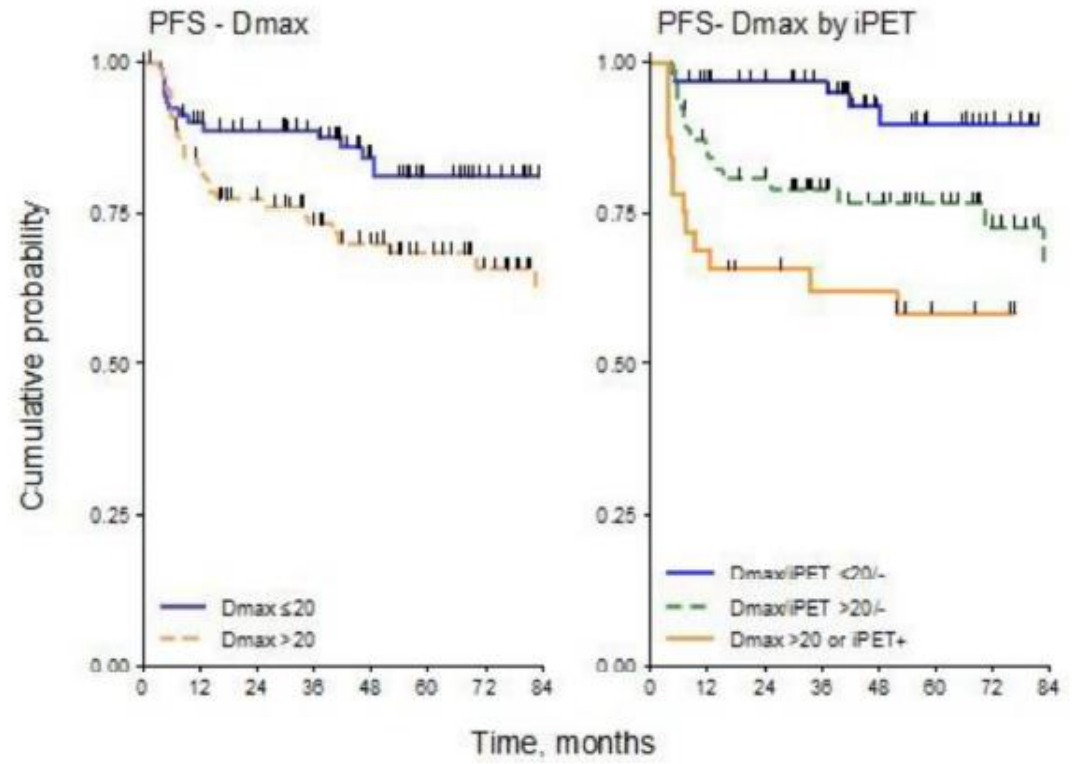 PFS - Dmax
PFS- Dmax by iPET
Cumulative probability
1.00
0.75
0.50
0.25
0.00
0 12 24 36 48 60 72 84
Dmax ≤20
Dmax >20
1.00
0.75
0.50
0.25
0.00
0 12 24 36 48 60 72 84
Dmax/iPET ≤20/-
Dmax/iPET >20/-
Dmax >20 or iPET+
Time, months